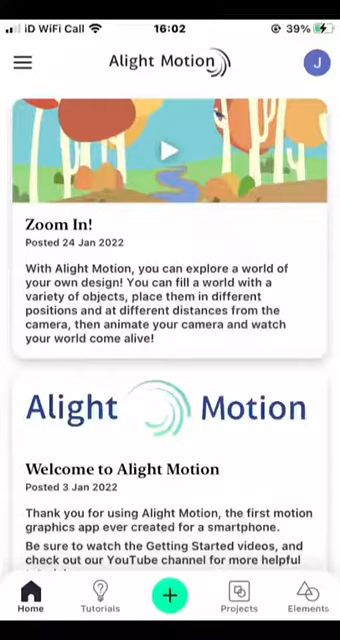 iD WiFi Call
16:02
39%
Alight Motion
J
Zoom In!
Posted 24 Jan 2022
With Alight Motion, you can explore a world of
your own design! You can fill a world with a
variety of objects, place them in different
positions and at different distances from the
camera, then animate your camera and watch
your world come alive!
Alight Motion
Welcome to Alight Motion
Posted 3 Jan 2022
Thank you for using Alight Motion, the first motion
graphics app ever created for a smartphone.
Be sure to watch the Getting Started videos, and
check out our YouTube channel for more helpful
Home
Tutorials
+
Projects
Elements